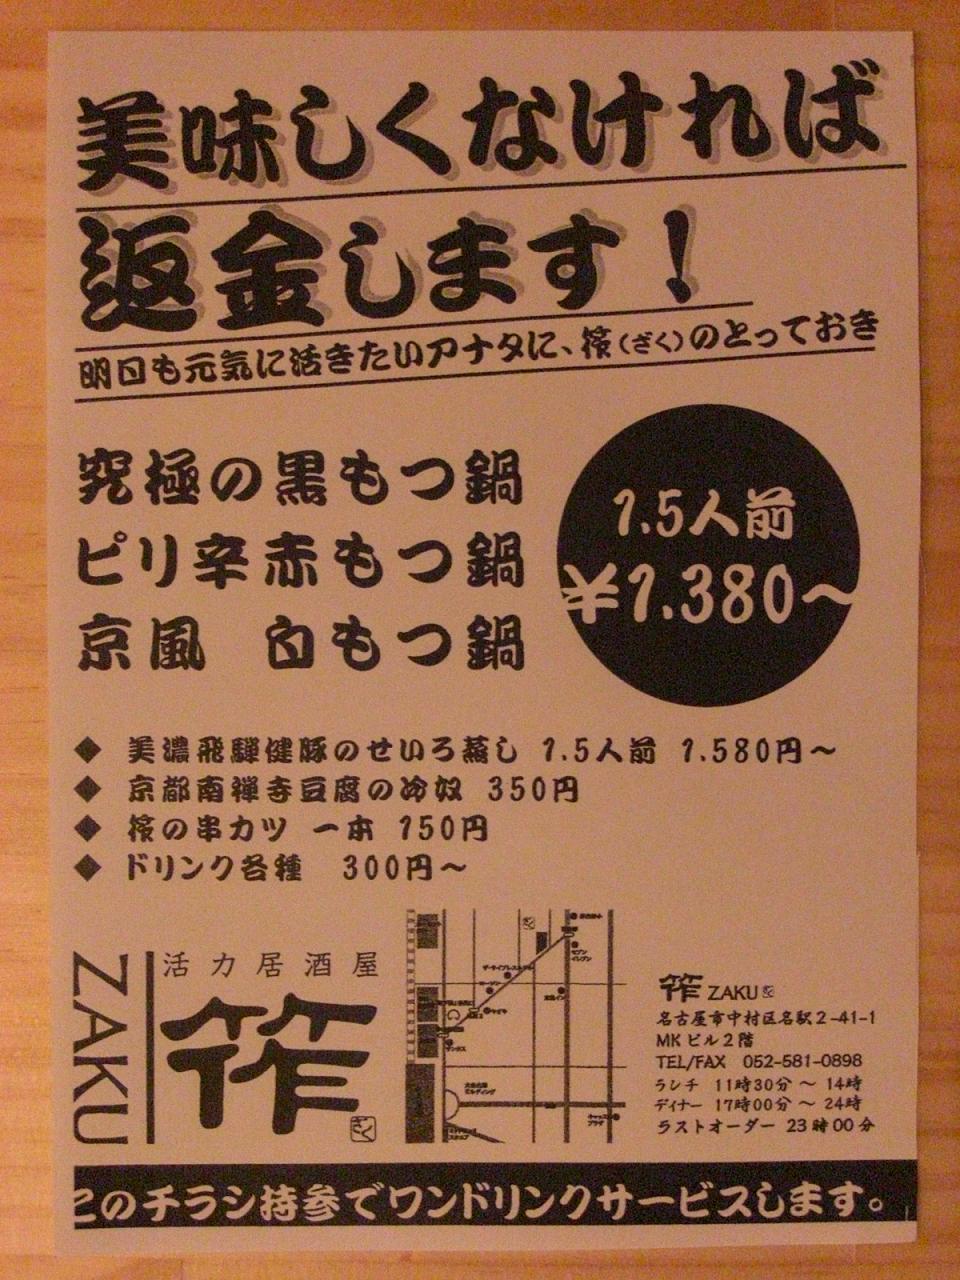 美味しくなければ
返金します！
明日も元気に活きたいアナタに、筰(ざく)のとっておき
究極の黒もつ鍋
ピリ辛赤もつ鍋
京風 白もつ鍋
1.5人前
¥1.380～
◆ 美濃飛騨健豚のせいろ蒸し 1.5人前 1.580円～
◆ 京都南禅寺豆腐の冷奴 350円
◆ 筰の串カツ 一本 150円
◆ ドリンク各種 300円～
ZAKU
活力居酒屋
筰
ざく
筰 ZAKU
名古屋市中村区名駅2-41-1
MKビル2階
TEL/FAX 052-581-0898
ランチ 11時30分 ～ 14時
ディナー 17時00分 ～ 24時
ラストオーダー 23時00分
このチラシ持参でワンドリンクサービスします。